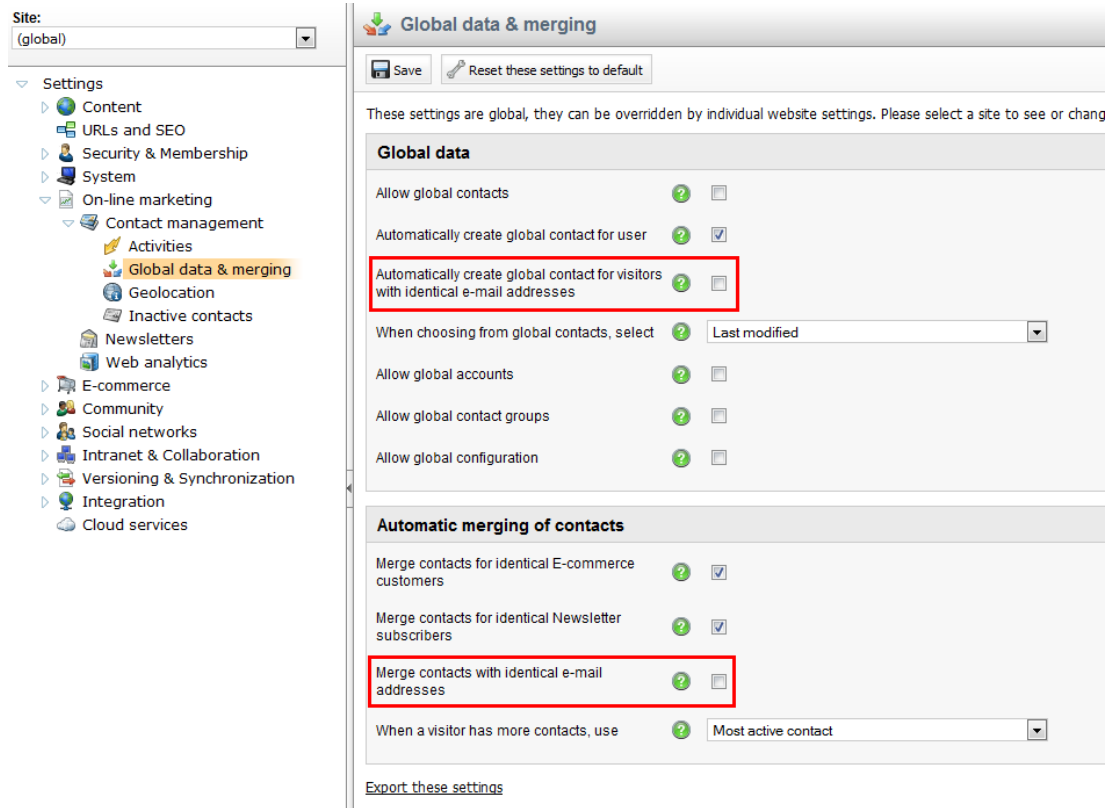 Site:
(global)
Settings
Content
URLs and SEO
Security & Membership
System
On-line marketing
Contact management
Activities
Global data & merging
Geolocation
Inactive contacts
Newsletters
Web analytics
E-commerce
Community
Social networks
Intranet & Collaboration
Versioning & Synchronization
Integration
Cloud services
Global data & merging
Save
Reset these settings to default
These settings are global, they can be overridden by individual website settings. Please select a site to see or chang
Global data
Allow global contacts
Automatically create global contact for user
Automatically create global contact for visitors
with identical e-mail addresses
When choosing from global contacts, select
Last modified
Allow global accounts
Allow global contact groups
Allow global configuration
Automatic merging of contacts
Merge contacts for identical E-commerce
customers
Merge contacts for identical Newsletter
subscribers
Merge contacts with identical e-mail
addresses
When a visitor has more contacts, use
Most active contact
Export these settings